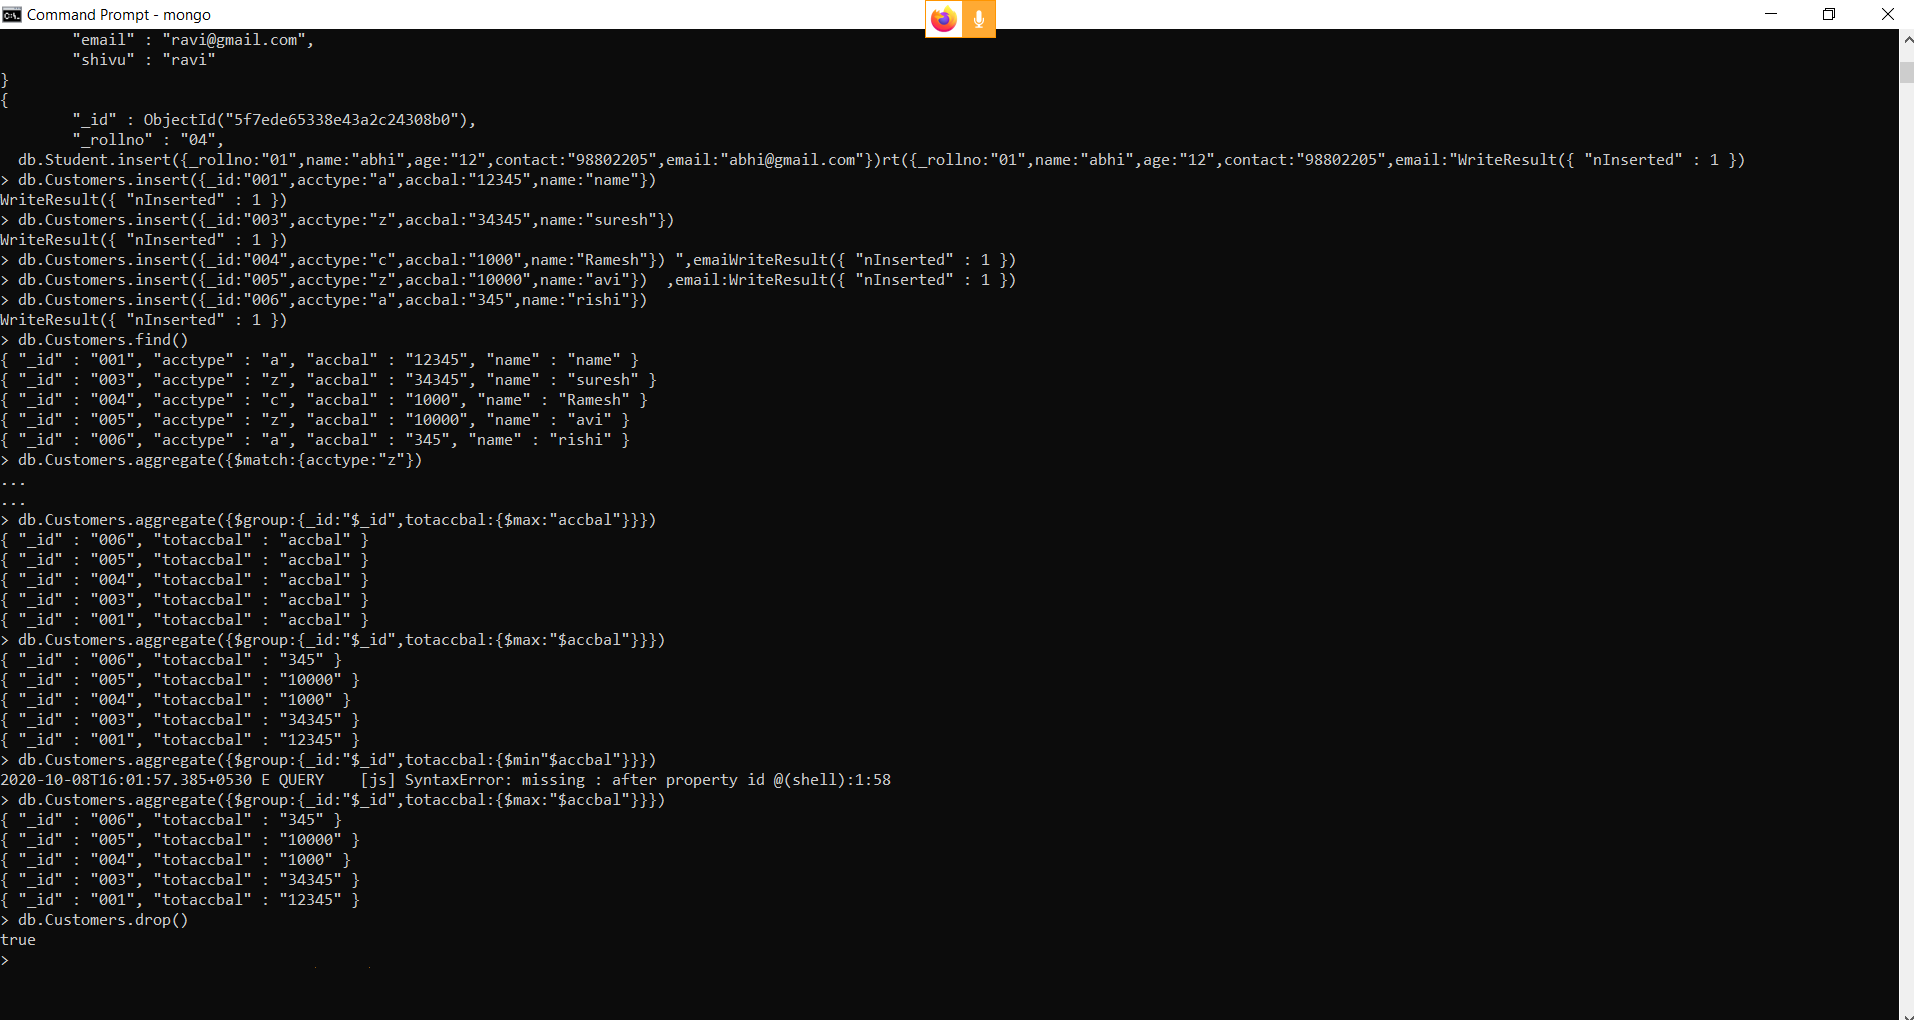 Command Prompt - mongo
"email" : "ravi@gmail.com",
"shivu" : "ravi"
}
{
"_id" : ObjectId("5f7ede65338e43a2c24308b0"),
"_rollno" : "04",
db.Student.insert({_rollno:"01",name:"abhi",age:"12",contact:"98802205",email:"abhi@gmail.com"})rt({_rollno:"01",name:"abhi",age:"12",contact:"98802205",email:"WriteResult({ "nInserted" : 1 })
> db.Customers.insert({_id:"001",acctype:"a",accbal:"12345",name:"name"})
WriteResult({ "nInserted" : 1 })
> db.Customers.insert({_id:"003",acctype:"z",accbal:"34345",name:"suresh"})
WriteResult({ "nInserted" : 1 })
> db.Customers.insert({_id:"004",acctype:"c",accbal:"1000",name:"Ramesh"}) ",emaiWriteResult({ "nInserted" : 1 })
> db.Customers.insert({_id:"005",acctype:"z",accbal:"10000",name:"avi"})  ,email:WriteResult({ "nInserted" : 1 })
> db.Customers.insert({_id:"006",acctype:"a",accbal:"345",name:"rishi"})
WriteResult({ "nInserted" : 1 })
> db.Customers.find()
{ "_id" : "001", "acctype" : "a", "accbal" : "12345", "name" : "name" }
{ "_id" : "003", "acctype" : "z", "accbal" : "34345", "name" : "suresh" }
{ "_id" : "004", "acctype" : "c", "accbal" : "1000", "name" : "Ramesh" }
{ "_id" : "005", "acctype" : "z", "accbal" : "10000", "name" : "avi" }
{ "_id" : "006", "acctype" : "a", "accbal" : "345", "name" : "rishi" }
> db.Customers.aggregate({$match:{acctype:"z"})
...
...
> db.Customers.aggregate({$group:{_id:"$_id",totaccbal:{$max:"accbal"}}})
{ "_id" : "006", "totaccbal" : "accbal" }
{ "_id" : "005", "totaccbal" : "accbal" }
{ "_id" : "004", "totaccbal" : "accbal" }
{ "_id" : "003", "totaccbal" : "accbal" }
{ "_id" : "001", "totaccbal" : "accbal" }
> db.Customers.aggregate({$group:{_id:"$_id",totaccbal:{$max:"$accbal"}}})
{ "_id" : "006", "totaccbal" : "345" }
{ "_id" : "005", "totaccbal" : "10000" }
{ "_id" : "004", "totaccbal" : "1000" }
{ "_id" : "003", "totaccbal" : "34345" }
{ "_id" : "001", "totaccbal" : "12345" }
> db.Customers.aggregate({$group:{_id:"$_id",totaccbal:{$min"$accbal"}}})
2020-10-08T16:01:57.385+0530 E QUERY    [js] SyntaxError: missing : after property id @(shell):1:58
> db.Customers.aggregate({$group:{_id:"$_id",totaccbal:{$max:"$accbal"}}})
{ "_id" : "006", "totaccbal" : "345" }
{ "_id" : "005", "totaccbal" : "10000" }
{ "_id" : "004", "totaccbal" : "1000" }
{ "_id" : "003", "totaccbal" : "34345" }
{ "_id" : "001", "totaccbal" : "12345" }
> db.Customers.drop()
true
>